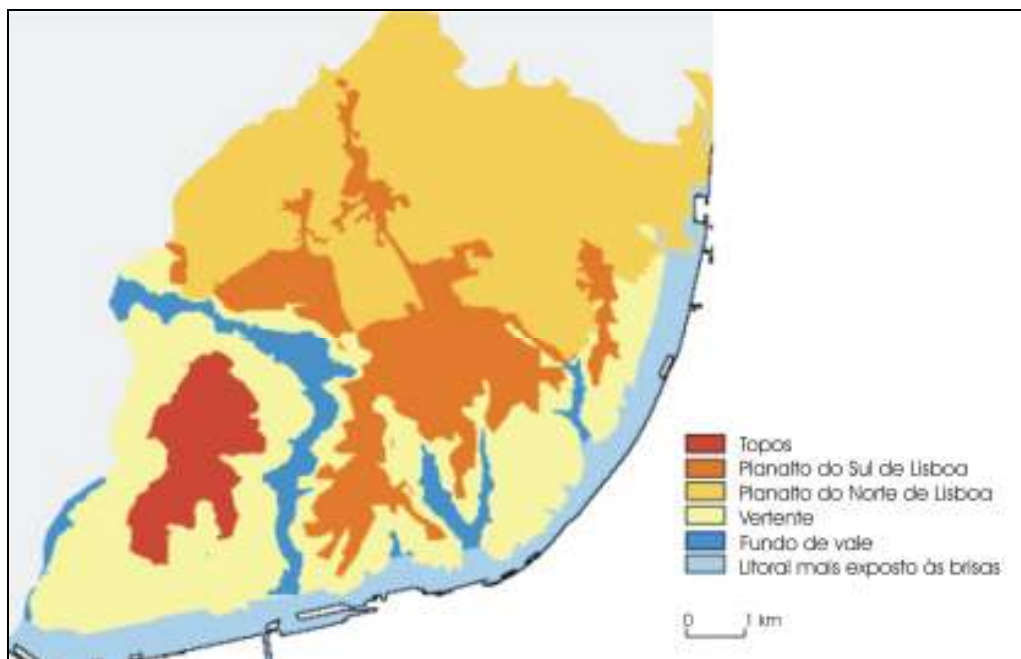 Topos
Planalto do Sul de Lisboa
Planalto do Norte de Lisboa
Vertente
Fundo de vale
Litoral mais exposto às brisas
0 1 km